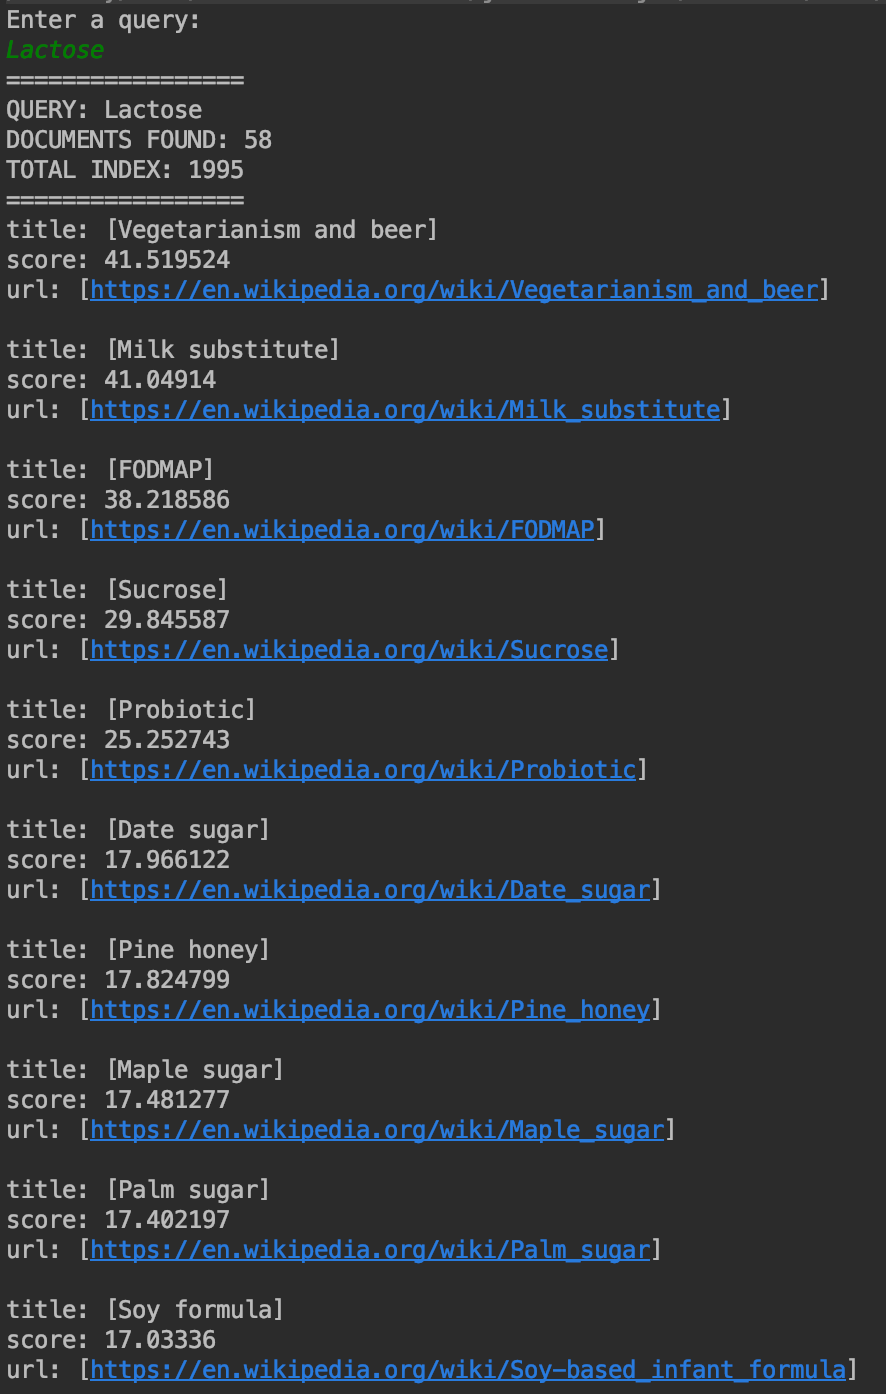 Enter a query:
Lactose
=================
QUERY: Lactose
DOCUMENTS FOUND: 58
TOTAL INDEX: 1995
=================
title: [Vegetarianism and beer]
score: 41.519524
url: [https://en.wikipedia.org/wiki/Vegetarianism_and_beer]
title: [Milk substitute]
score: 41.04914
url: [https://en.wikipedia.org/wiki/Milk_substitute]
title: [FODMAP]
score: 38.218586
url: [https://en.wikipedia.org/wiki/FODMAP]
title: [Sucrose]
score: 29.845587
url: [https://en.wikipedia.org/wiki/Sucrose]
title: [Probiotic]
score: 25.252743
url: [https://en.wikipedia.org/wiki/Probiotic]
title: [Date sugar]
score: 17.966122
url: [https://en.wikipedia.org/wiki/Date_sugar]
title: [Pine honey]
score: 17.824799
url: [https://en.wikipedia.org/wiki/Pine_honey]
title: [Maple sugar]
score: 17.481277
url: [https://en.wikipedia.org/wiki/Maple_sugar]
title: [Palm sugar]
score: 17.402197
url: [https://en.wikipedia.org/wiki/Palm_sugar]
title: [Soy formula]
score: 17.03336
url: [https://en.wikipedia.org/wiki/Soy-based_infant_formula]